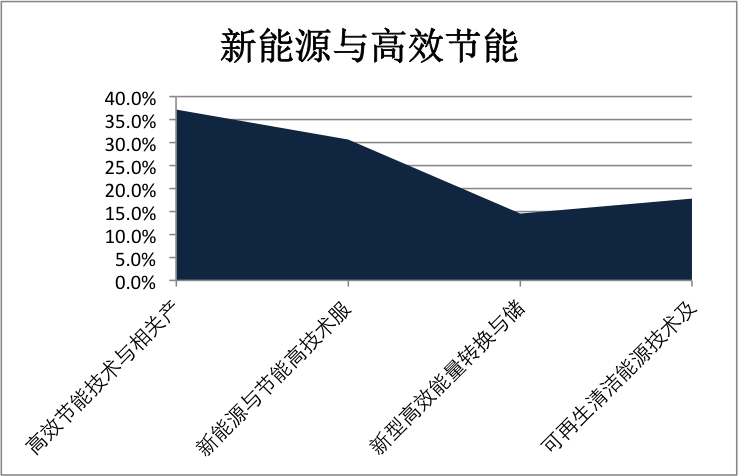 新能源与高效节能
40.0%
35.0%
30.0%
25.0%
20.0%
15.0%
10.0%
5.0%
0.0%
高效节能技术与相关产
新能源与节能高技术服
新型高效能量转换与储
可再生清洁能源技术及